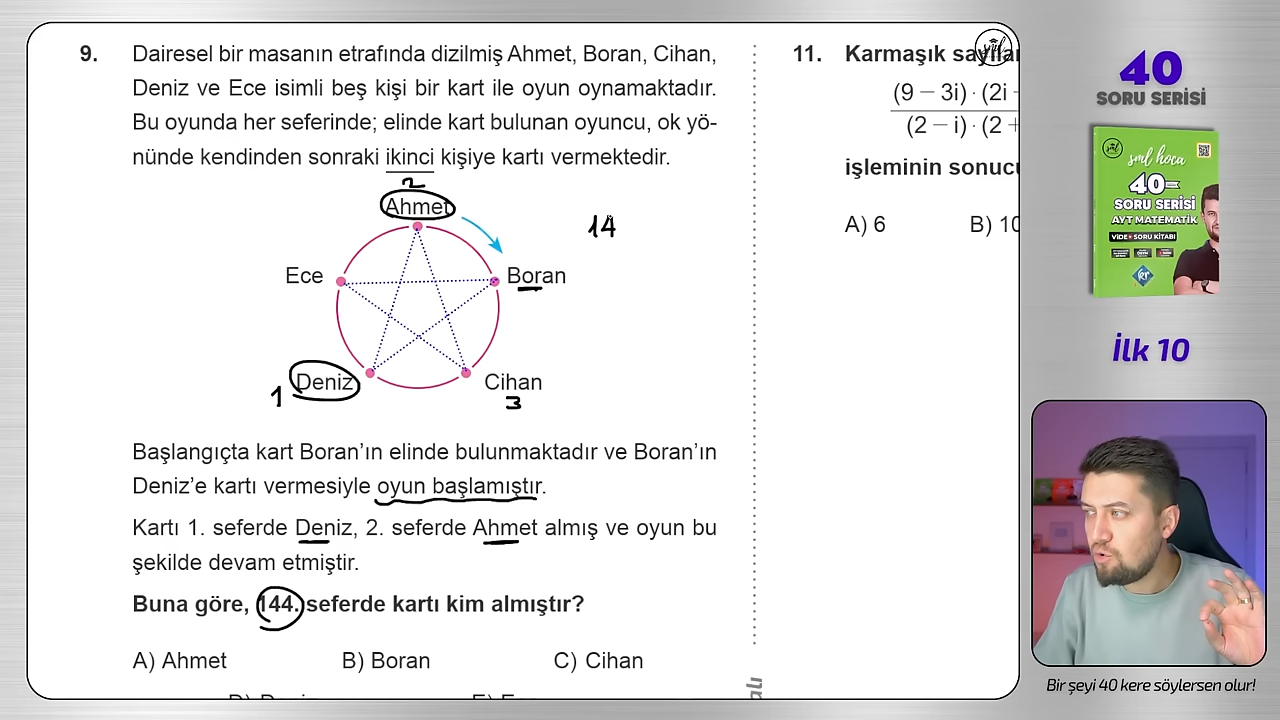 9. Dairesel bir masanın etrafında dizilmiş Ahmet, Boran, Cihan,
Deniz ve Ece isimli beş kişi bir kart ile oyun oynamaktadır.
Bu oyunda her seferinde; elinde kart bulunan oyuncu, ok yö-
nünde kendinden sonraki ikinci kişiye kartı vermektedir.
2
Ahmet
14
Ece
Boran
1
Deniz
Cihan
3
Başlangıçta kart Boran'ın elinde bulunmaktadır ve Boran'ın
Deniz'e kartı vermesiyle oyun başlamıştır.
Kartı 1. seferde Deniz, 2. seferde Ahmet almış ve oyun bu
şekilde devam etmiştir.
Buna göre, 144. seferde kartı kim almıştır?
A) Ahmet B) Boran C) Cihan
11. Karmaşık sayılar
(9 – 3i) · (2i –
(2 – i) · (2 +
işleminin sonucu
A) 6 B) 10
40
SORU SERİSİ
sml hoca
40
SORU SERİSİ
AYT MATEMATİK
VİDEO SORU KİTABI
İlk 10
Bir şeyi 40 kere söylersen olur!